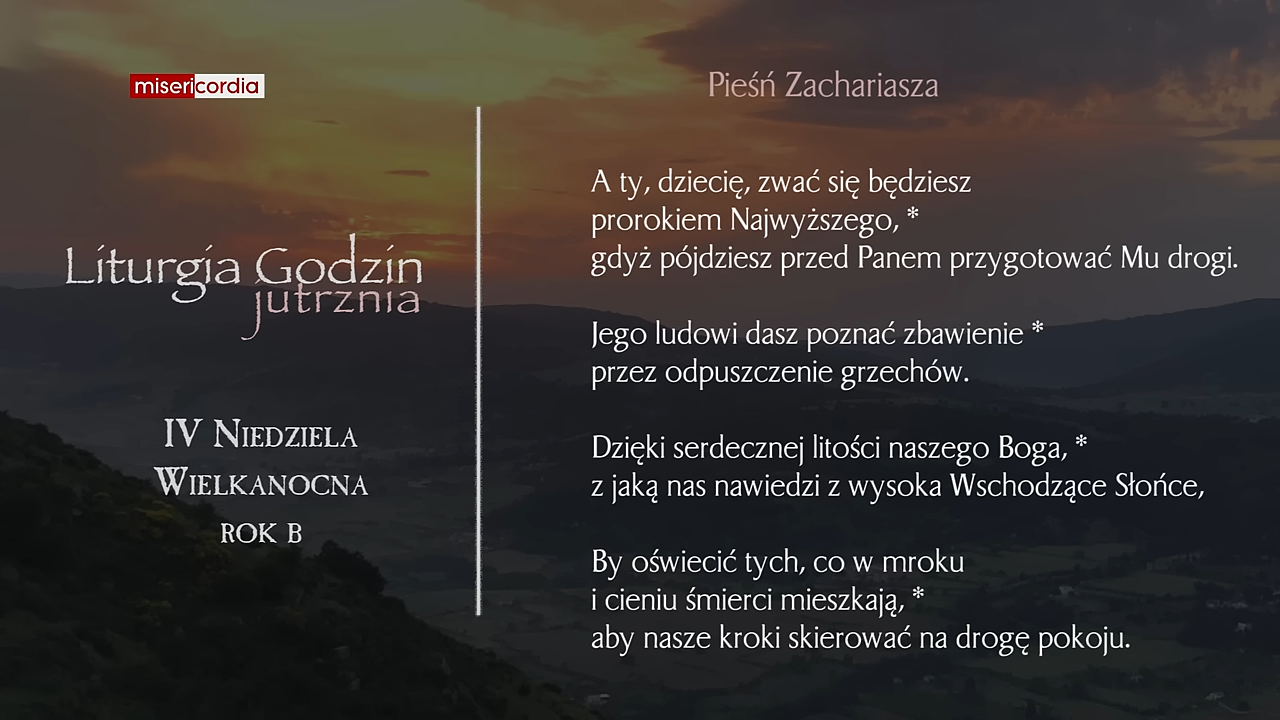 misericordia
Liturgia Godzin
jutrznia
IV Niedziela
Wielkanocna
rok B
Pieśń Zachariasza
A ty, dziecię, zwać się będziesz
prorokiem Najwyższego, *
gdyż pójdziesz przed Panem przygotować Mu drogi.
Jego ludowi dasz poznać zbawienie *
przez odpuszczenie grzechów.
Dzięki serdecznej litości naszego Boga, *
z jaką nas nawiedzi z wysoka Wschodzące Słońce,
By oświecić tych, co w mroku
i cieniu śmierci mieszkają, *
aby nasze kroki skierować na drogę pokoju.